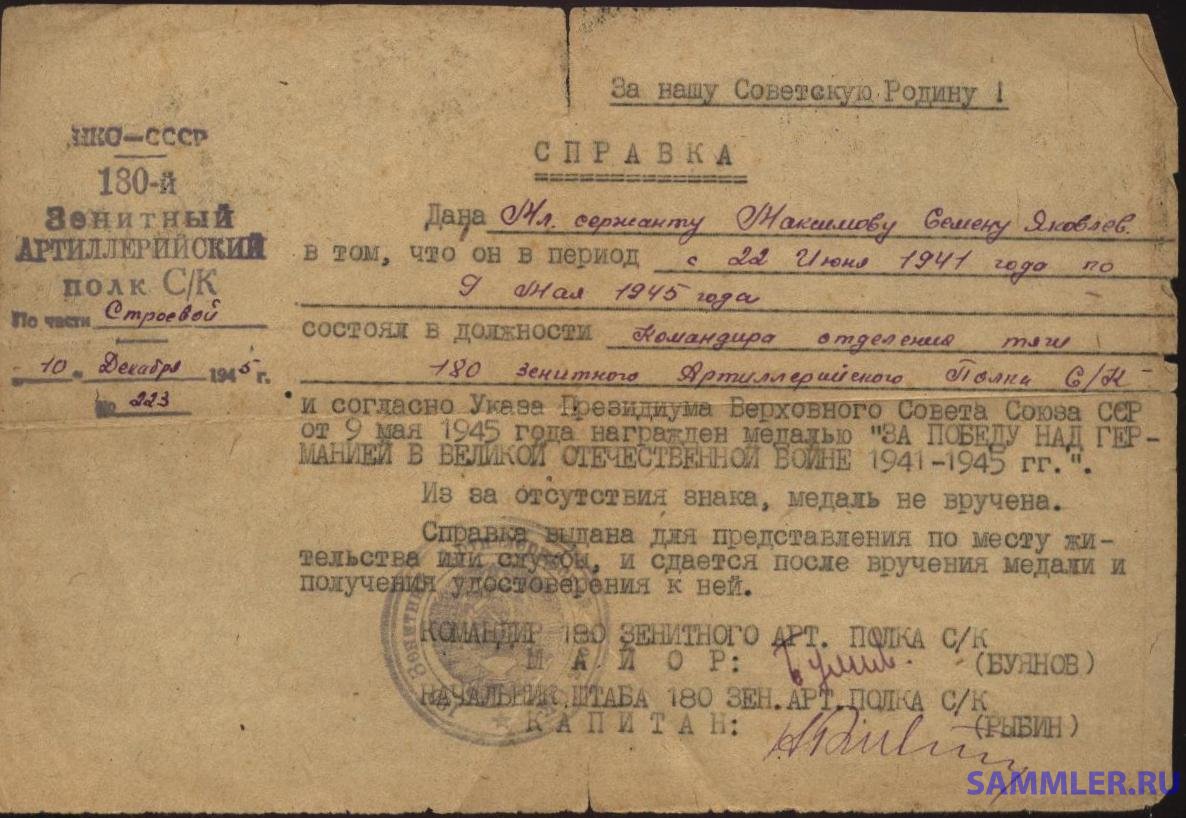 За нашу Советскую Родину !
СПРАВКА
НКО—СССР
180-й
Зенитный
АРТИЛЛЕРИЙСКИЙ
полк С/К
По части Строевой
„ 10 “ Декабря 1945 г.
№ 223
Дана Мл. сержанту Максимову Семену Яковлев.
в том, что он в период с 22 Июня 1941 года по
9 Мая 1945 года
состоял в должности Командира отделения тяги
180 зенитного Артиллерийского Полка С/К
и согласно Указа Президиума Верховного Совета Союза ССР
от 9 мая 1945 года награжден медалью "ЗА ПОБЕДУ НАД ГЕР-
МАНИЕЙ В ВЕЛИКОЙ ОТЕЧЕСТВЕННОЙ ВОЙНЕ 1941-1945 гг.".
Из за отсутствия знака, медаль не вручена.
Справка выдана для представления по месту жи-
тельства или службы, и сдается после вручения медали и
получения удостоверения к ней.
КОМАНДИР 180 ЗЕНИТНОГО АРТ. ПОЛКА С/К
МАЙОР: (БУЯНОВ)
НАЧАЛЬНИК ШТАБА 180 ЗЕН.АРТ.ПОЛКА С/К
КАПИТАН: (РЫБИН)
SAMMLER.RU